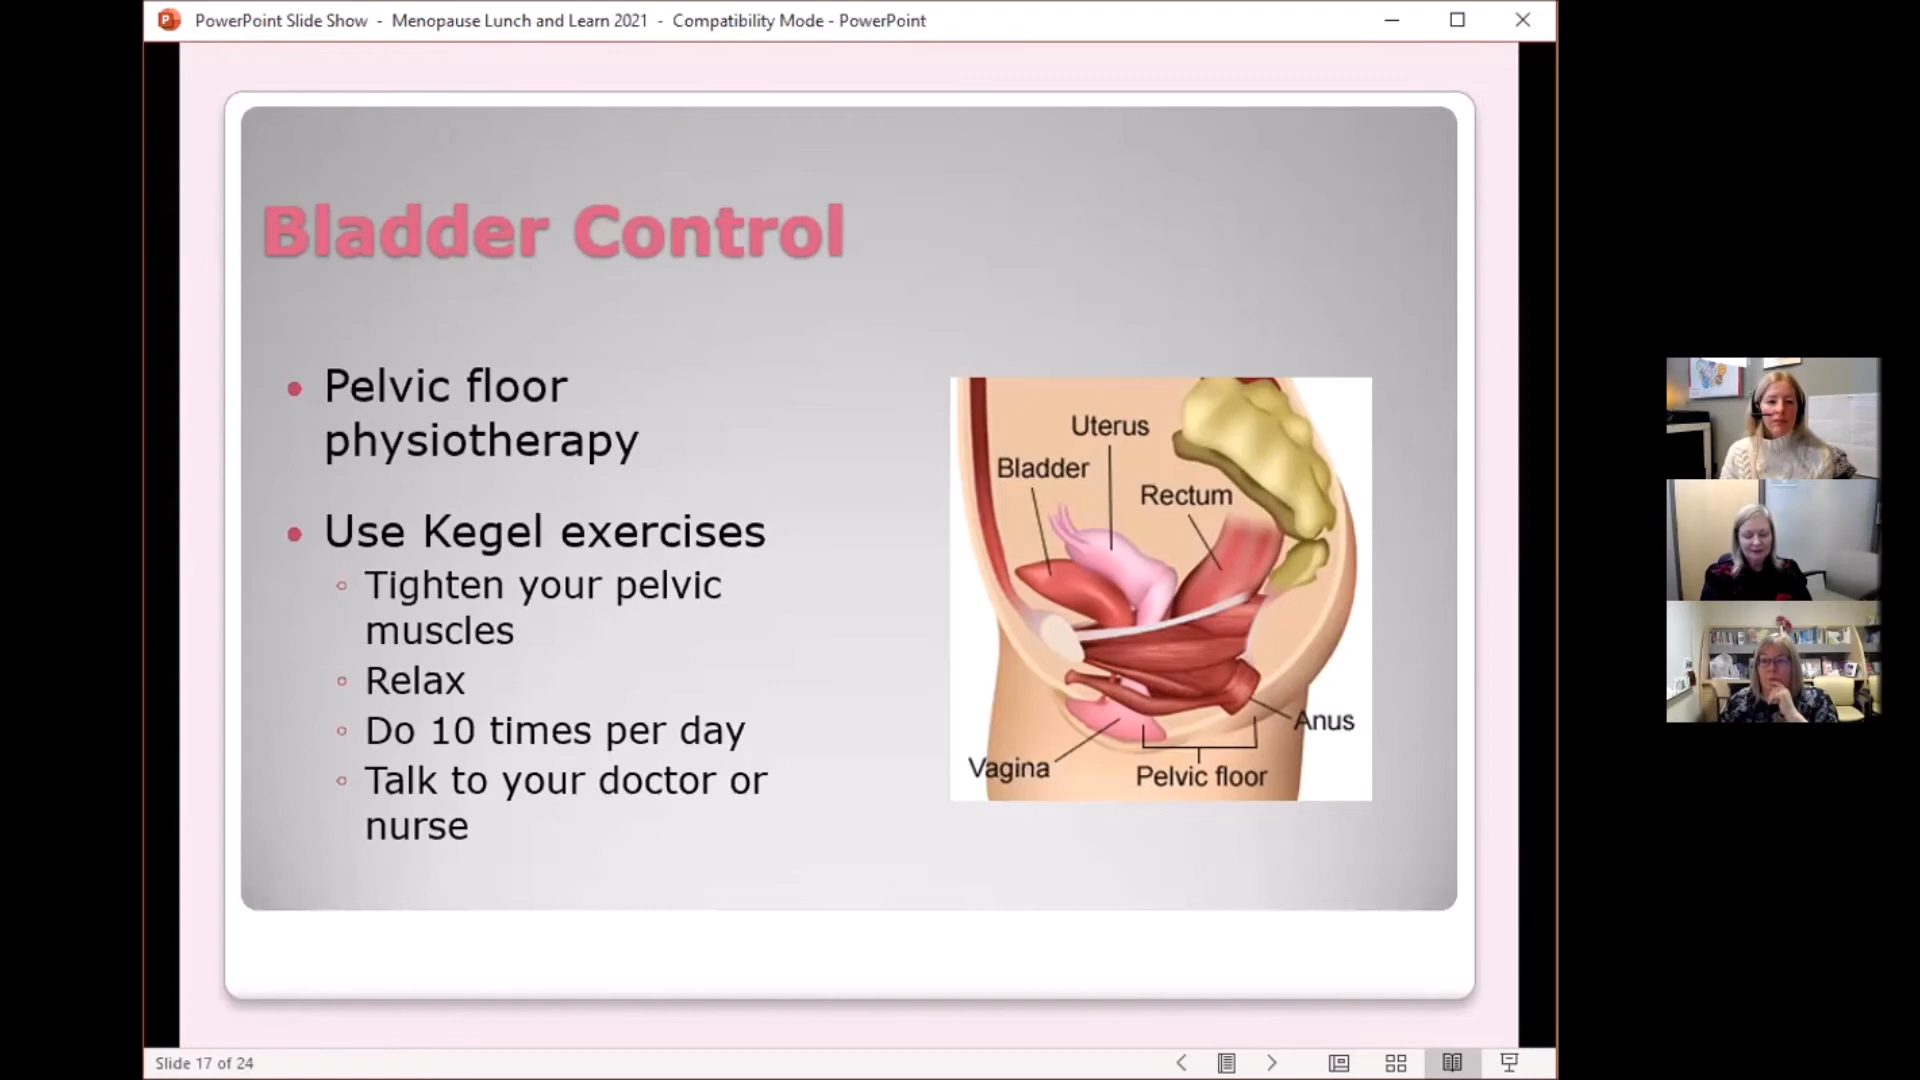 PowerPoint Slide Show - Menopause Lunch and Learn 2021 - Compatibility Mode - PowerPoint
Bladder Control
Pelvic floor
physiotherapy
Use Kegel exercises
Tighten your pelvic
muscles
Relax
Do 10 times per day
Talk to your doctor or
nurse
Uterus
Bladder
Rectum
Anus
Vagina
Pelvic floor
Slide 17 of 24